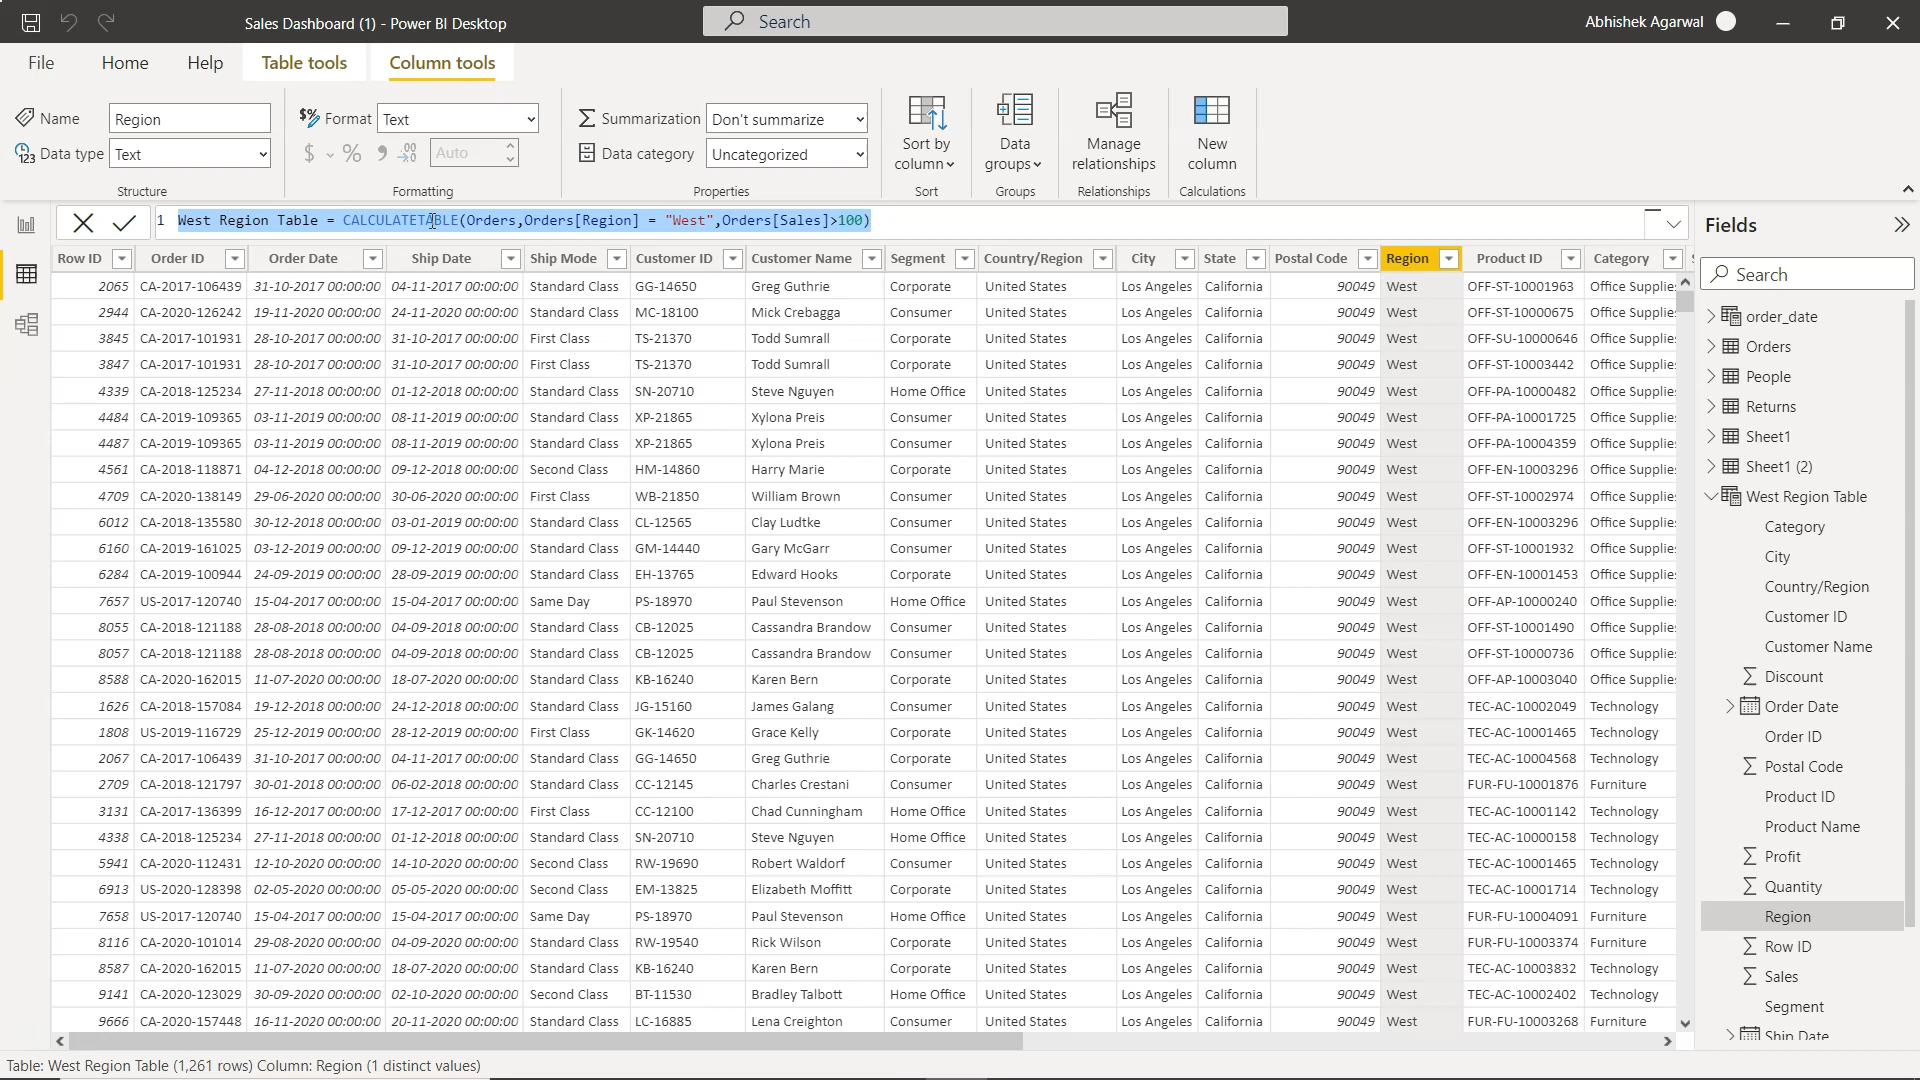 Sales Dashboard (1) - Power BI Desktop
Search
Abhishek Agarwal
File Home Help Table tools Column tools
Name Region
Data type Text
Structure
$% Format Text
$ % 9 .00 Auto
Formatting
Summarization Don't summarize
Data category Uncategorized
Properties
Sort by column
Sort
Data groups
Groups
Manage relationships
Relationships
New column
Calculations
1 West Region Table = CALCULATETABLE(Orders,Orders[Region] = "West",Orders[Sales]>100)
Row ID Order ID Order Date Ship Date Ship Mode Customer ID Customer Name Segment Country/Region City State Postal Code Region Product ID Category
2065 CA-2017-106439 31-10-2017 00:00:00 04-11-2017 00:00:00 Standard Class GG-14650 Greg Guthrie Corporate United States Los Angeles California 90049 West OFF-ST-10001963 Office Supplie
2944 CA-2020-126242 19-11-2020 00:00:00 24-11-2020 00:00:00 Standard Class MC-18100 Mick Crebagga Consumer United States Los Angeles California 90049 West OFF-ST-10000675 Office Supplie
3845 CA-2017-101931 28-10-2017 00:00:00 31-10-2017 00:00:00 First Class TS-21370 Todd Sumrall Corporate United States Los Angeles California 90049 West OFF-SU-10000646 Office Supplie
3847 CA-2017-101931 28-10-2017 00:00:00 31-10-2017 00:00:00 First Class TS-21370 Todd Sumrall Corporate United States Los Angeles California 90049 West OFF-ST-10003442 Office Supplie
4339 CA-2018-125234 27-11-2018 00:00:00 01-12-2018 00:00:00 Standard Class SN-20710 Steve Nguyen Home Office United States Los Angeles California 90049 West OFF-PA-10000482 Office Supplie
4484 CA-2019-109365 03-11-2019 00:00:00 08-11-2019 00:00:00 Standard Class XP-21865 Xylona Preis Consumer United States Los Angeles California 90049 West OFF-PA-10001725 Office Supplie
4487 CA-2019-109365 03-11-2019 00:00:00 08-11-2019 00:00:00 Standard Class XP-21865 Xylona Preis Consumer United States Los Angeles California 90049 West OFF-PA-10004359 Office Supplie
4561 CA-2018-118871 04-12-2018 00:00:00 09-12-2018 00:00:00 Second Class HM-14860 Harry Marie Corporate United States Los Angeles California 90049 West OFF-EN-10003296 Office Supplie
4709 CA-2020-138149 29-06-2020 00:00:00 30-06-2020 00:00:00 First Class WB-21850 William Brown Consumer United States Los Angeles California 90049 West OFF-ST-10002974 Office Supplie
6012 CA-2018-135580 30-12-2018 00:00:00 03-01-2019 00:00:00 Standard Class CL-12565 Clay Ludtke Consumer United States Los Angeles California 90049 West OFF-EN-10003296 Office Supplie
6160 CA-2019-161025 03-12-2019 00:00:00 09-12-2019 00:00:00 Standard Class GM-14440 Gary McGarr Consumer United States Los Angeles California 90049 West OFF-ST-10001932 Office Supplie
6284 CA-2019-100944 24-09-2019 00:00:00 28-09-2019 00:00:00 Standard Class EH-13765 Edward Hooks Corporate United States Los Angeles California 90049 West OFF-EN-10001453 Office Supplie
7657 US-2017-120740 15-04-2017 00:00:00 15-04-2017 00:00:00 Same Day PS-18970 Paul Stevenson Home Office United States Los Angeles California 90049 West OFF-AP-10000240 Office Supplie
8055 CA-2018-121188 28-08-2018 00:00:00 04-09-2018 00:00:00 Standard Class CB-12025 Cassandra Brandow Consumer United States Los Angeles California 90049 West OFF-ST-10001490 Office Supplie
8057 CA-2018-121188 28-08-2018 00:00:00 04-09-2018 00:00:00 Standard Class CB-12025 Cassandra Brandow Consumer United States Los Angeles California 90049 West OFF-ST-10000736 Office Supplie
8588 CA-2020-162015 11-07-2020 00:00:00 18-07-2020 00:00:00 Standard Class KB-16240 Karen Bern Corporate United States Los Angeles California 90049 West OFF-AP-10003040 Office Supplie
1626 CA-2018-157084 19-12-2018 00:00:00 24-12-2018 00:00:00 Standard Class JG-15160 James Galang Consumer United States Los Angeles California 90049 West TEC-AC-10002049 Technology
1808 US-2019-116729 25-12-2019 00:00:00 28-12-2019 00:00:00 First Class GK-14620 Grace Kelly Corporate United States Los Angeles California 90049 West TEC-AC-10001465 Technology
2067 CA-2017-106439 31-10-2017 00:00:00 04-11-2017 00:00:00 Standard Class GG-14650 Greg Guthrie Corporate United States Los Angeles California 90049 West TEC-AC-10004568 Technology
2709 CA-2018-121797 30-01-2018 00:00:00 06-02-2018 00:00:00 Standard Class CC-12145 Charles Crestani Consumer United States Los Angeles California 90049 West FUR-FU-10001876 Furniture
3131 CA-2017-136399 16-12-2017 00:00:00 17-12-2017 00:00:00 First Class CC-12100 Chad Cunningham Home Office United States Los Angeles California 90049 West TEC-AC-10001142 Technology
4338 CA-2018-125234 27-11-2018 00:00:00 01-12-2018 00:00:00 Standard Class SN-20710 Steve Nguyen Home Office United States Los Angeles California 90049 West TEC-AC-10000158 Technology
5941 CA-2020-112431 12-10-2020 00:00:00 14-10-2020 00:00:00 Second Class RW-19690 Robert Waldorf Consumer United States Los Angeles California 90049 West TEC-AC-10001465 Technology
6913 US-2020-128398 02-05-2020 00:00:00 05-05-2020 00:00:00 Second Class EM-13825 Elizabeth Moffitt Corporate United States Los Angeles California 90049 West TEC-AC-10001714 Technology
7658 US-2017-120740 15-04-2017 00:00:00 15-04-2017 00:00:00 Same Day PS-18970 Paul Stevenson Home Office United States Los Angeles California 90049 West FUR-FU-10004091 Furniture
8116 CA-2020-101014 29-08-2020 00:00:00 04-09-2020 00:00:00 Standard Class RW-19540 Rick Wilson Corporate United States Los Angeles California 90049 West FUR-FU-10003374 Furniture
8587 CA-2020-162015 11-07-2020 00:00:00 18-07-2020 00:00:00 Standard Class KB-16240 Karen Bern Corporate United States Los Angeles California 90049 West TEC-AC-10003832 Technology
9141 CA-2020-123029 30-09-2020 00:00:00 02-10-2020 00:00:00 Second Class BT-11530 Bradley Talbott Home Office United States Los Angeles California 90049 West TEC-AC-10002402 Technology
9666 CA-2020-157448 16-11-2020 00:00:00 20-11-2020 00:00:00 Standard Class LC-16885 Lena Creighton Consumer United States Los Angeles California 90049 West FUR-FU-10003268 Furniture
Fields
Search
order_date
Orders
People
Returns
Sheet1
Sheet1 (2)
West Region Table
Category
City
Country/Region
Customer ID
Customer Name
Discount
Order Date
Order ID
Postal Code
Product ID
Product Name
Profit
Quantity
Region
Row ID
Sales
Segment
Ship Date
Table: West Region Table (1,261 rows) Column: Region (1 distinct values)